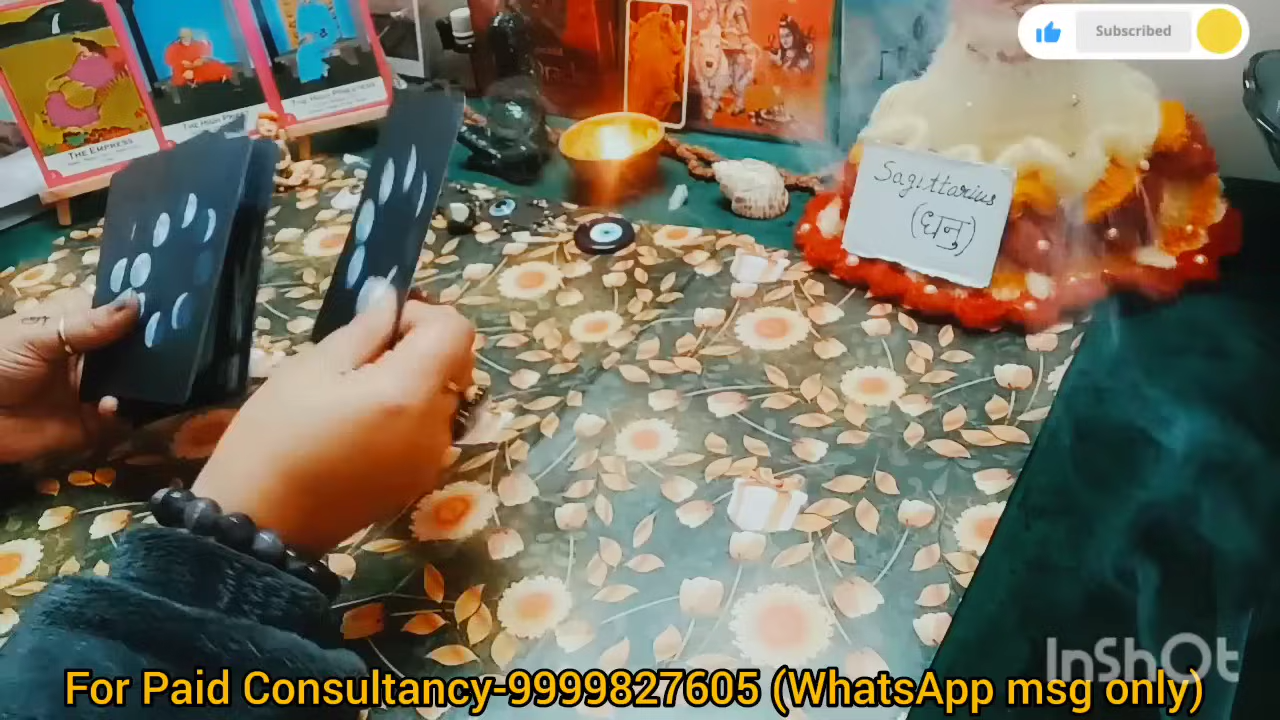 Subscribed
THE EMPRESS
THE HIGH PRIESTESS
Sagittarius
(धनु)
InShOt
For Paid Consultancy-9999827605 (WhatsApp msg only)